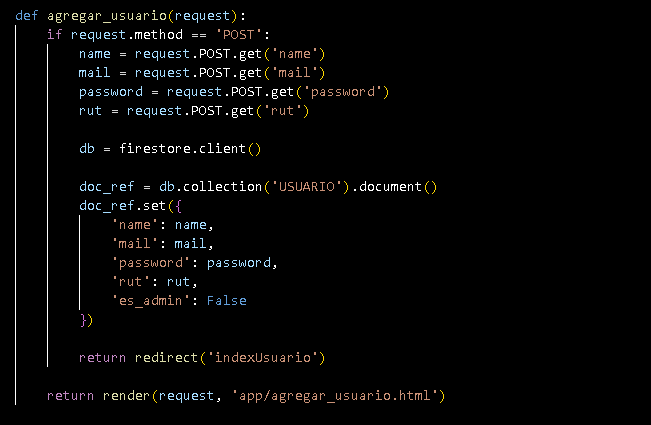 def agregar_usuario(request):
    if request.method == 'POST':
        name = request.POST.get('name')
        mail = request.POST.get('mail')
        password = request.POST.get('password')
        rut = request.POST.get('rut')
        db = firestore.client()
        doc_ref = db.collection('USUARIO').document()
        doc_ref.set({
            'name': name,
            'mail': mail,
            'password': password,
            'rut': rut,
            'es_admin': False
        })
        return redirect('indexUsuario')
    return render(request, 'app/agregar_usuario.html')